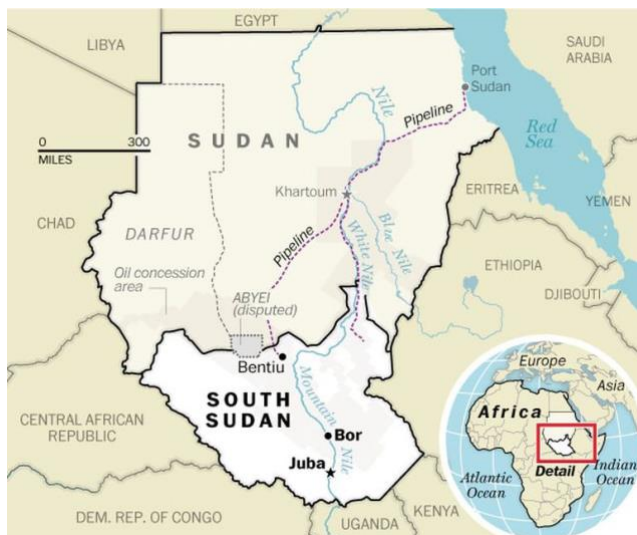 EGYPT
LIBYA
SAUDI
ARABIA
Port
Sudan
Nile
Pipeline
0 300
MILES
SUDAN
Red
Sea
Khartoum
ERITREA
YEMEN
CHAD
DARFUR
Pipeline
White Nile
Blue Nile
Oil concession
area
ABYEI
(disputed)
ETHIOPIA
DJIBOUTI
Bentiu
SOUTH
SUDAN
Mountain
Nile
Bor
Juba
CENTRAL AFRICAN
REPUBLIC
DEM. REP. OF CONGO
UGANDA
KENYA
Europe
Asia
Africa
Detail
Indian
Ocean
Atlantic
Ocean